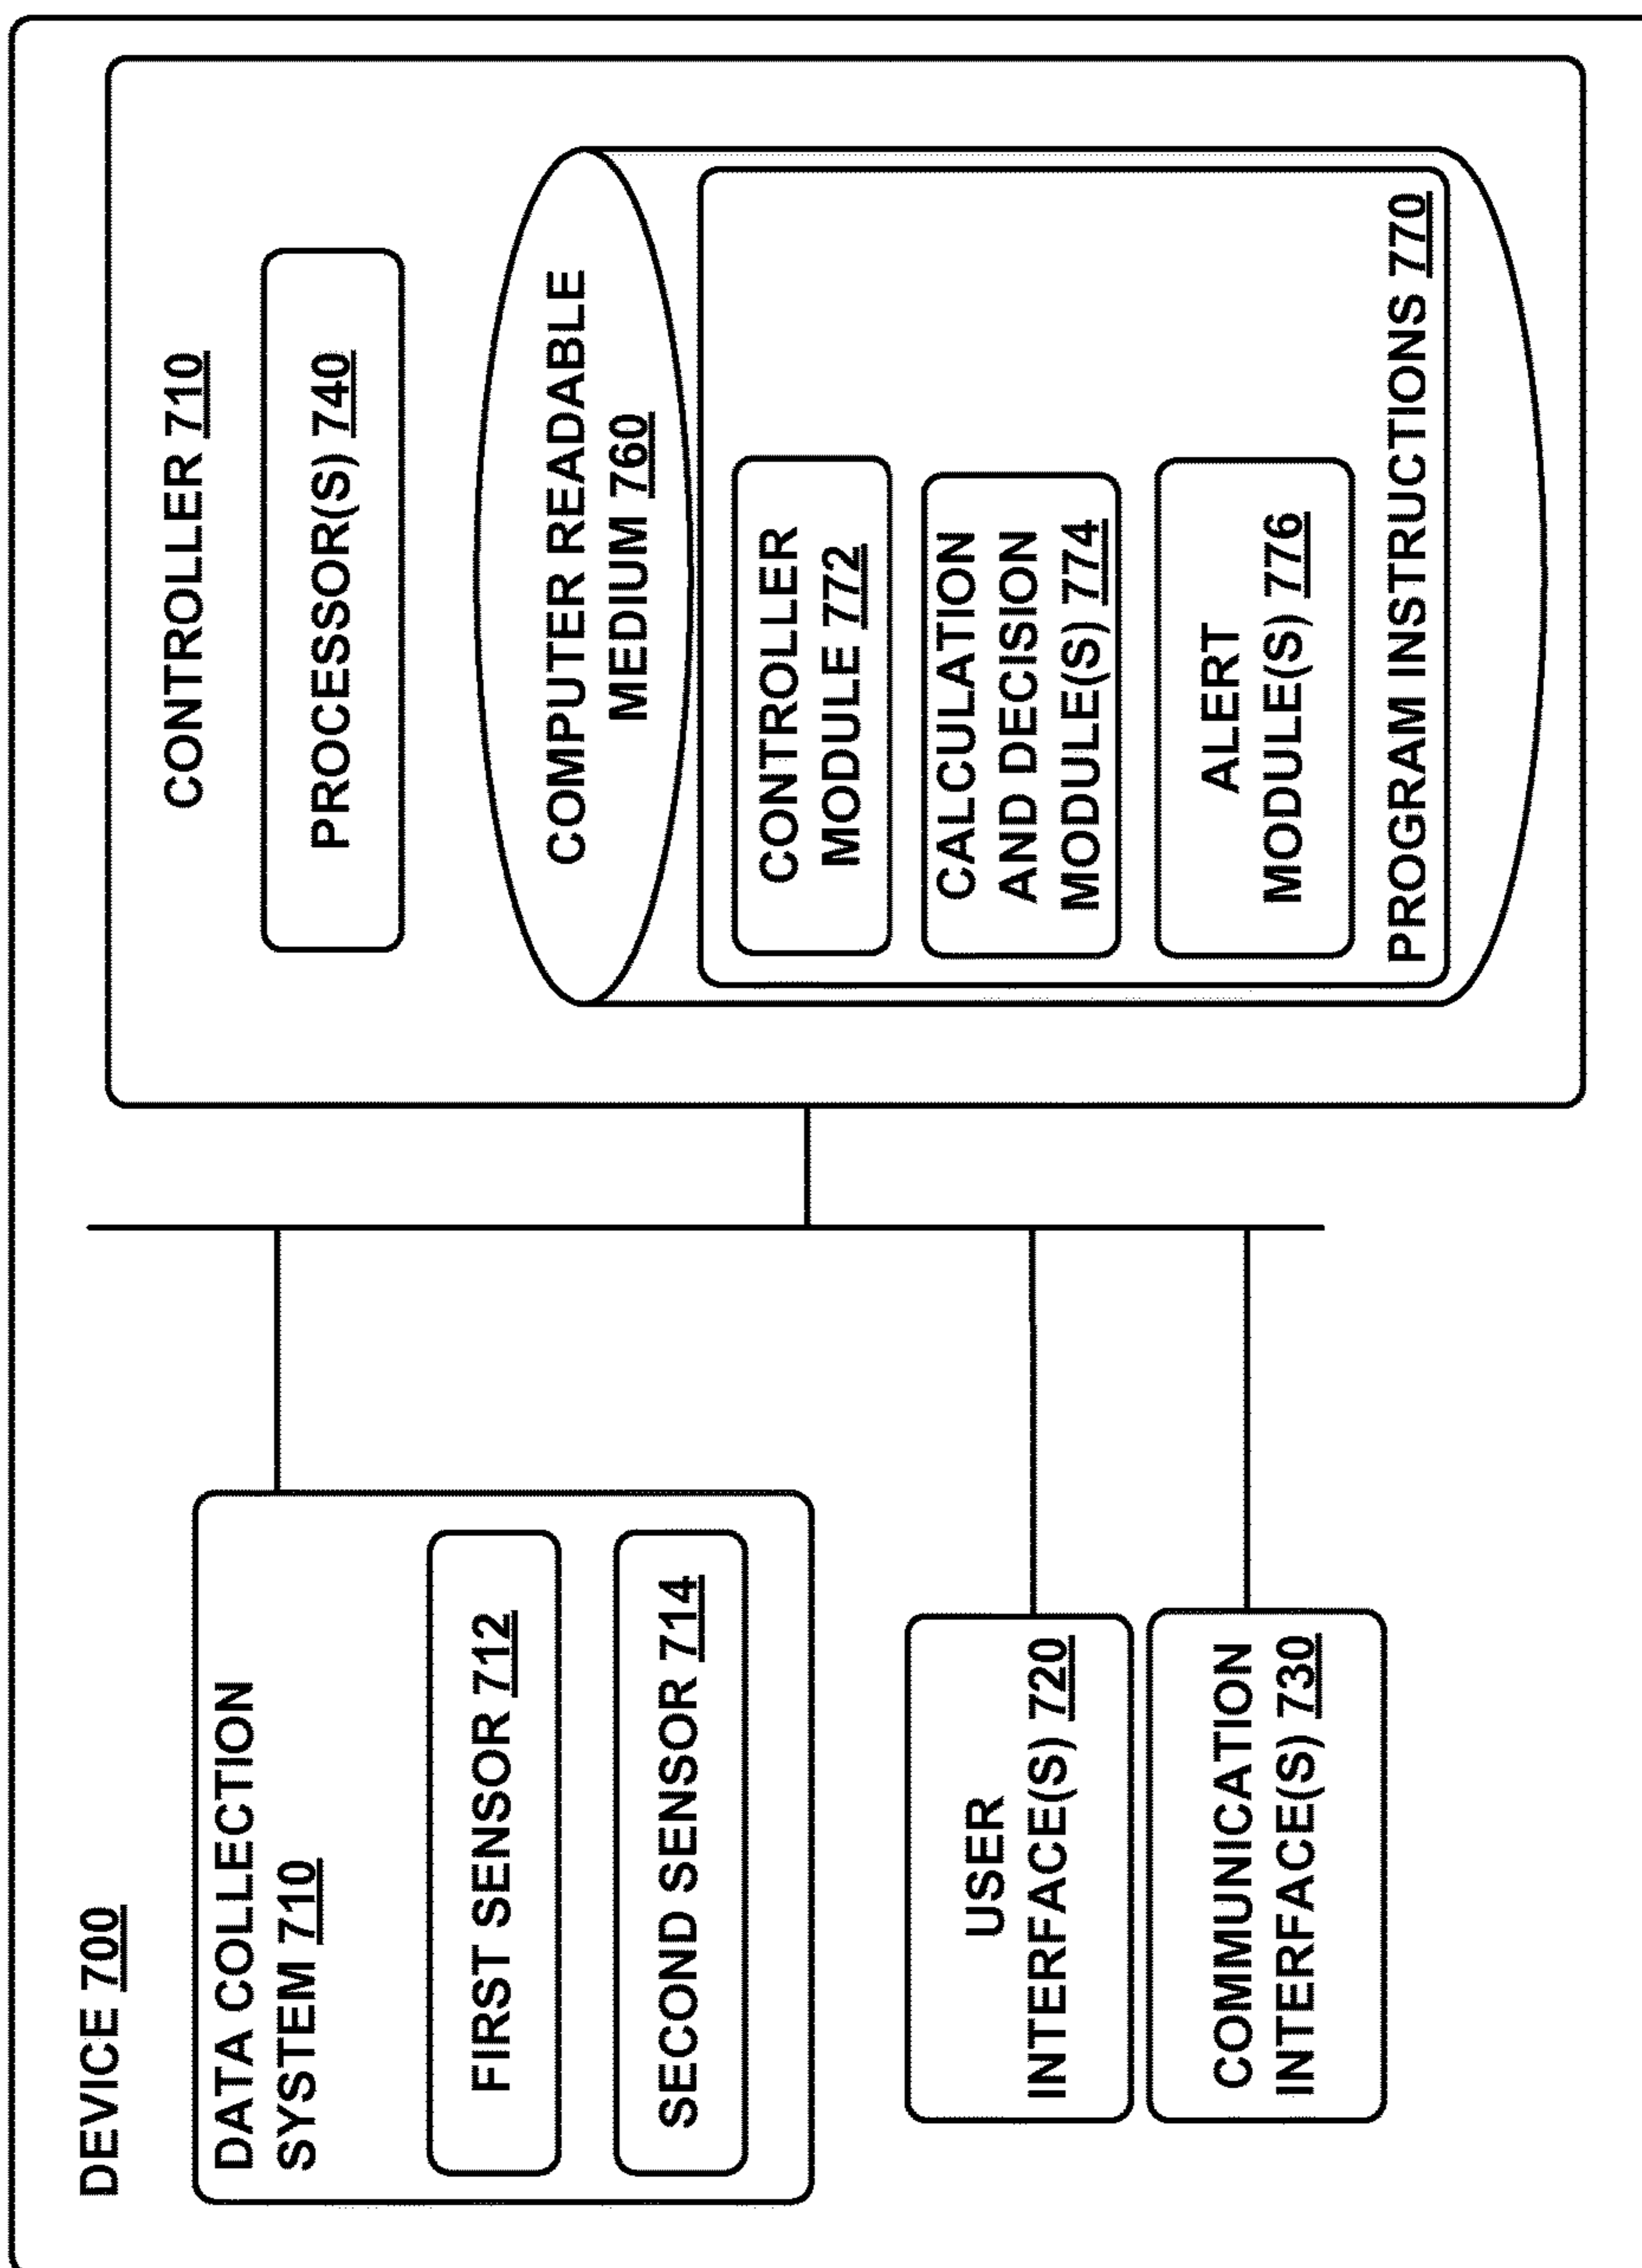 DEVICE 700
DATA COLLECTION
SYSTEM 710
FIRST SENSOR 712
SECOND SENSOR 714
USER
INTERFACE(S) 720
COMMUNICATION
INTERFACE(S) 730
CONTROLLER 710
PROCESSOR(S) 740
COMPUTER READABLE
MEDIUM 760
CONTROLLER
MODULE 772
CALCULATION
AND DECISION
MODULE(S) 774
ALERT
MODULE(S) 776
PROGRAM INSTRUCTIONS 770